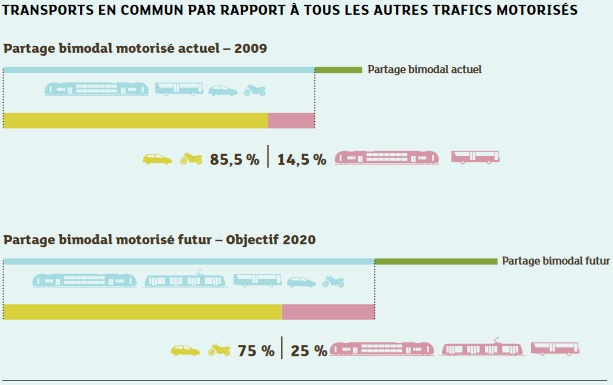 TRANSPORTS EN COMMUN PAR RAPPORT À TOUS LES AUTRES TRAFICS MOTORISÉS
Partage bimodal motorisé actuel – 2009
Partage bimodal actuel
85,5 % 14,5 %
Partage bimodal motorisé futur – Objectif 2020
Partage bimodal futur
75 % 25 %